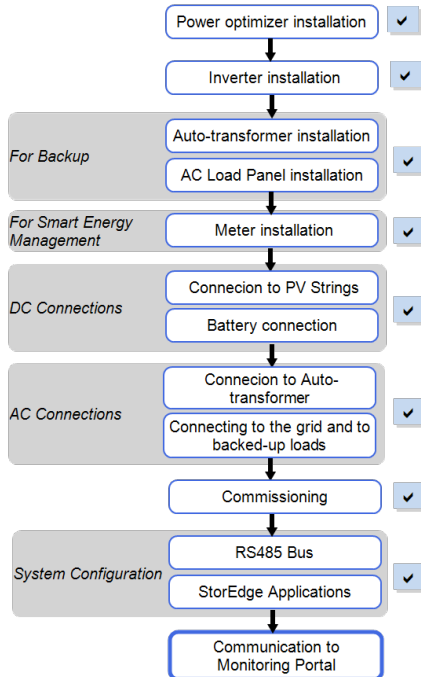 Power optimizer installation
Inverter installation
For Backup
Auto-transformer installation
AC Load Panel installation
For Smart Energy
Management
Meter installation
DC Connections
Connecion to PV Strings
Battery connection
AC Connections
Connecion to Auto-
transformer
Connecting to the grid and to
backed-up loads
Commissioning
System Configuration
RS485 Bus
StorEdge Applications
Communication to
Monitoring Portal